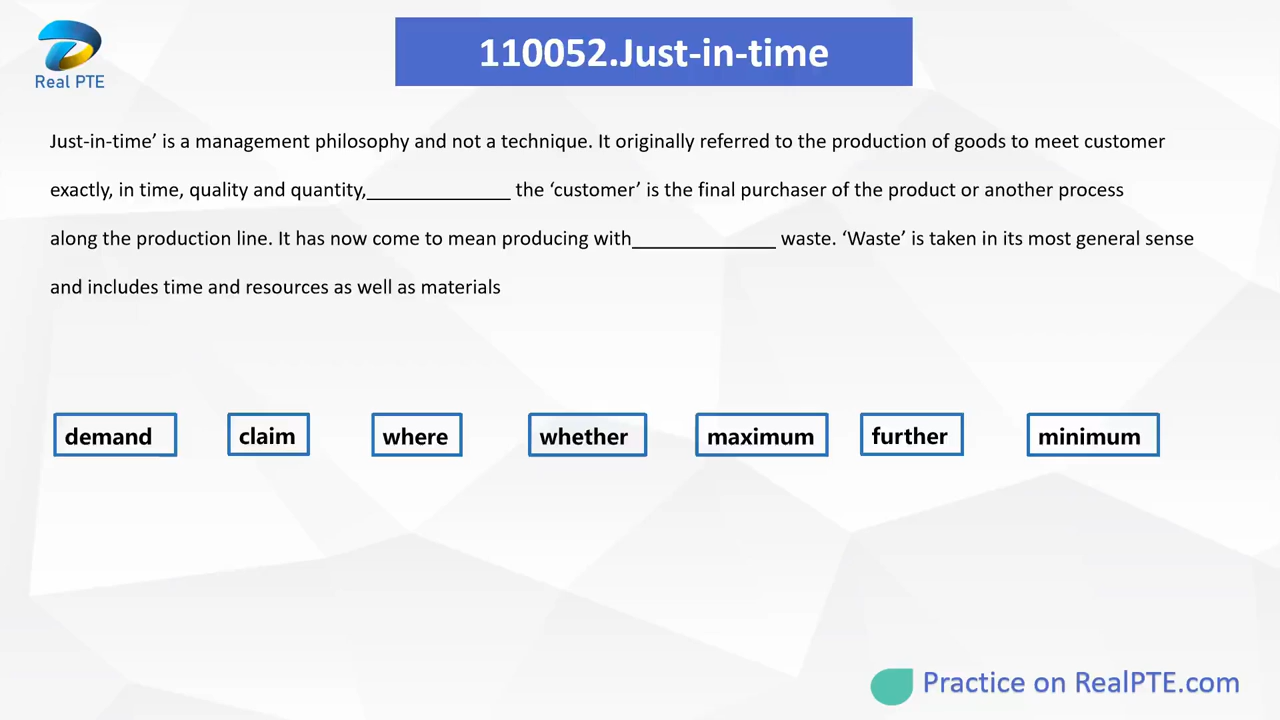 110052.Just-in-time
Real PTE
Just-in-time’ is a management philosophy and not a technique. It originally referred to the production of goods to meet customer
exactly, in time, quality and quantity,_____________ the ‘customer’ is the final purchaser of the product or another process
along the production line. It has now come to mean producing with_____________ waste. ‘Waste’ is taken in its most general sense
and includes time and resources as well as materials
demand claim where whether maximum further minimum
Practice on RealPTE.com